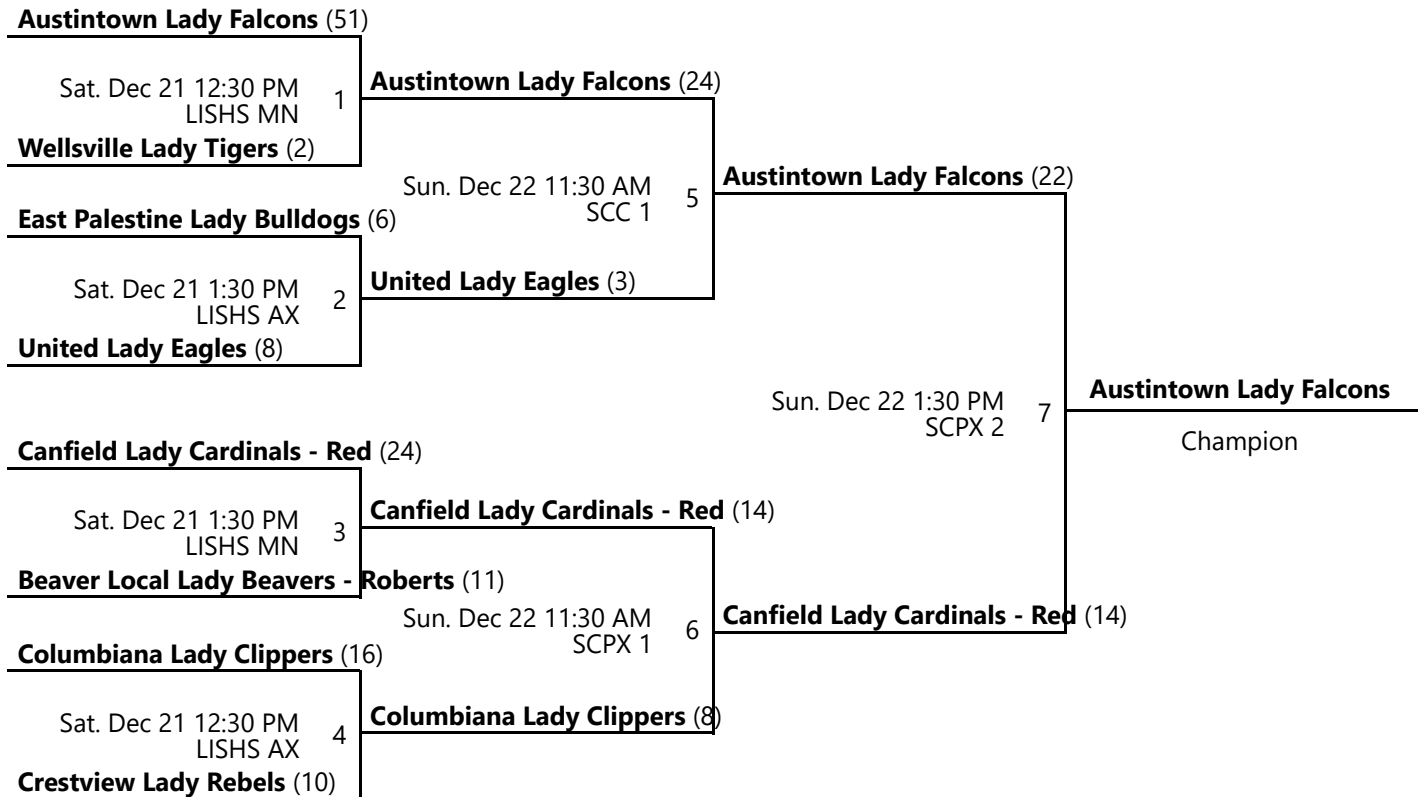 Austintown Lady Falcons (51)
Sat. Dec 21 12:30 PM
LISHS MN
1
Wellsville Lady Tigers (2)
Austintown Lady Falcons (24)
East Palestine Lady Bulldogs (6)
Sat. Dec 21 1:30 PM
LISHS AX
2
United Lady Eagles (8)
Sun. Dec 22 11:30 AM
SCC 1
5
United Lady Eagles (3)
Austintown Lady Falcons (22)
Canfield Lady Cardinals - Red (24)
Sat. Dec 21 1:30 PM
LISHS MN
3
Beaver Local Lady Beavers - Roberts (11)
Canfield Lady Cardinals - Red (14)
Columbiana Lady Clippers (16)
Sat. Dec 21 12:30 PM
LISHS AX
4
Crestview Lady Rebels (10)
Sun. Dec 22 11:30 AM
SCPX 1
6
Columbiana Lady Clippers (8)
Canfield Lady Cardinals - Red (14)
Sun. Dec 22 1:30 PM
SCPX 2
7
Austintown Lady Falcons
Champion